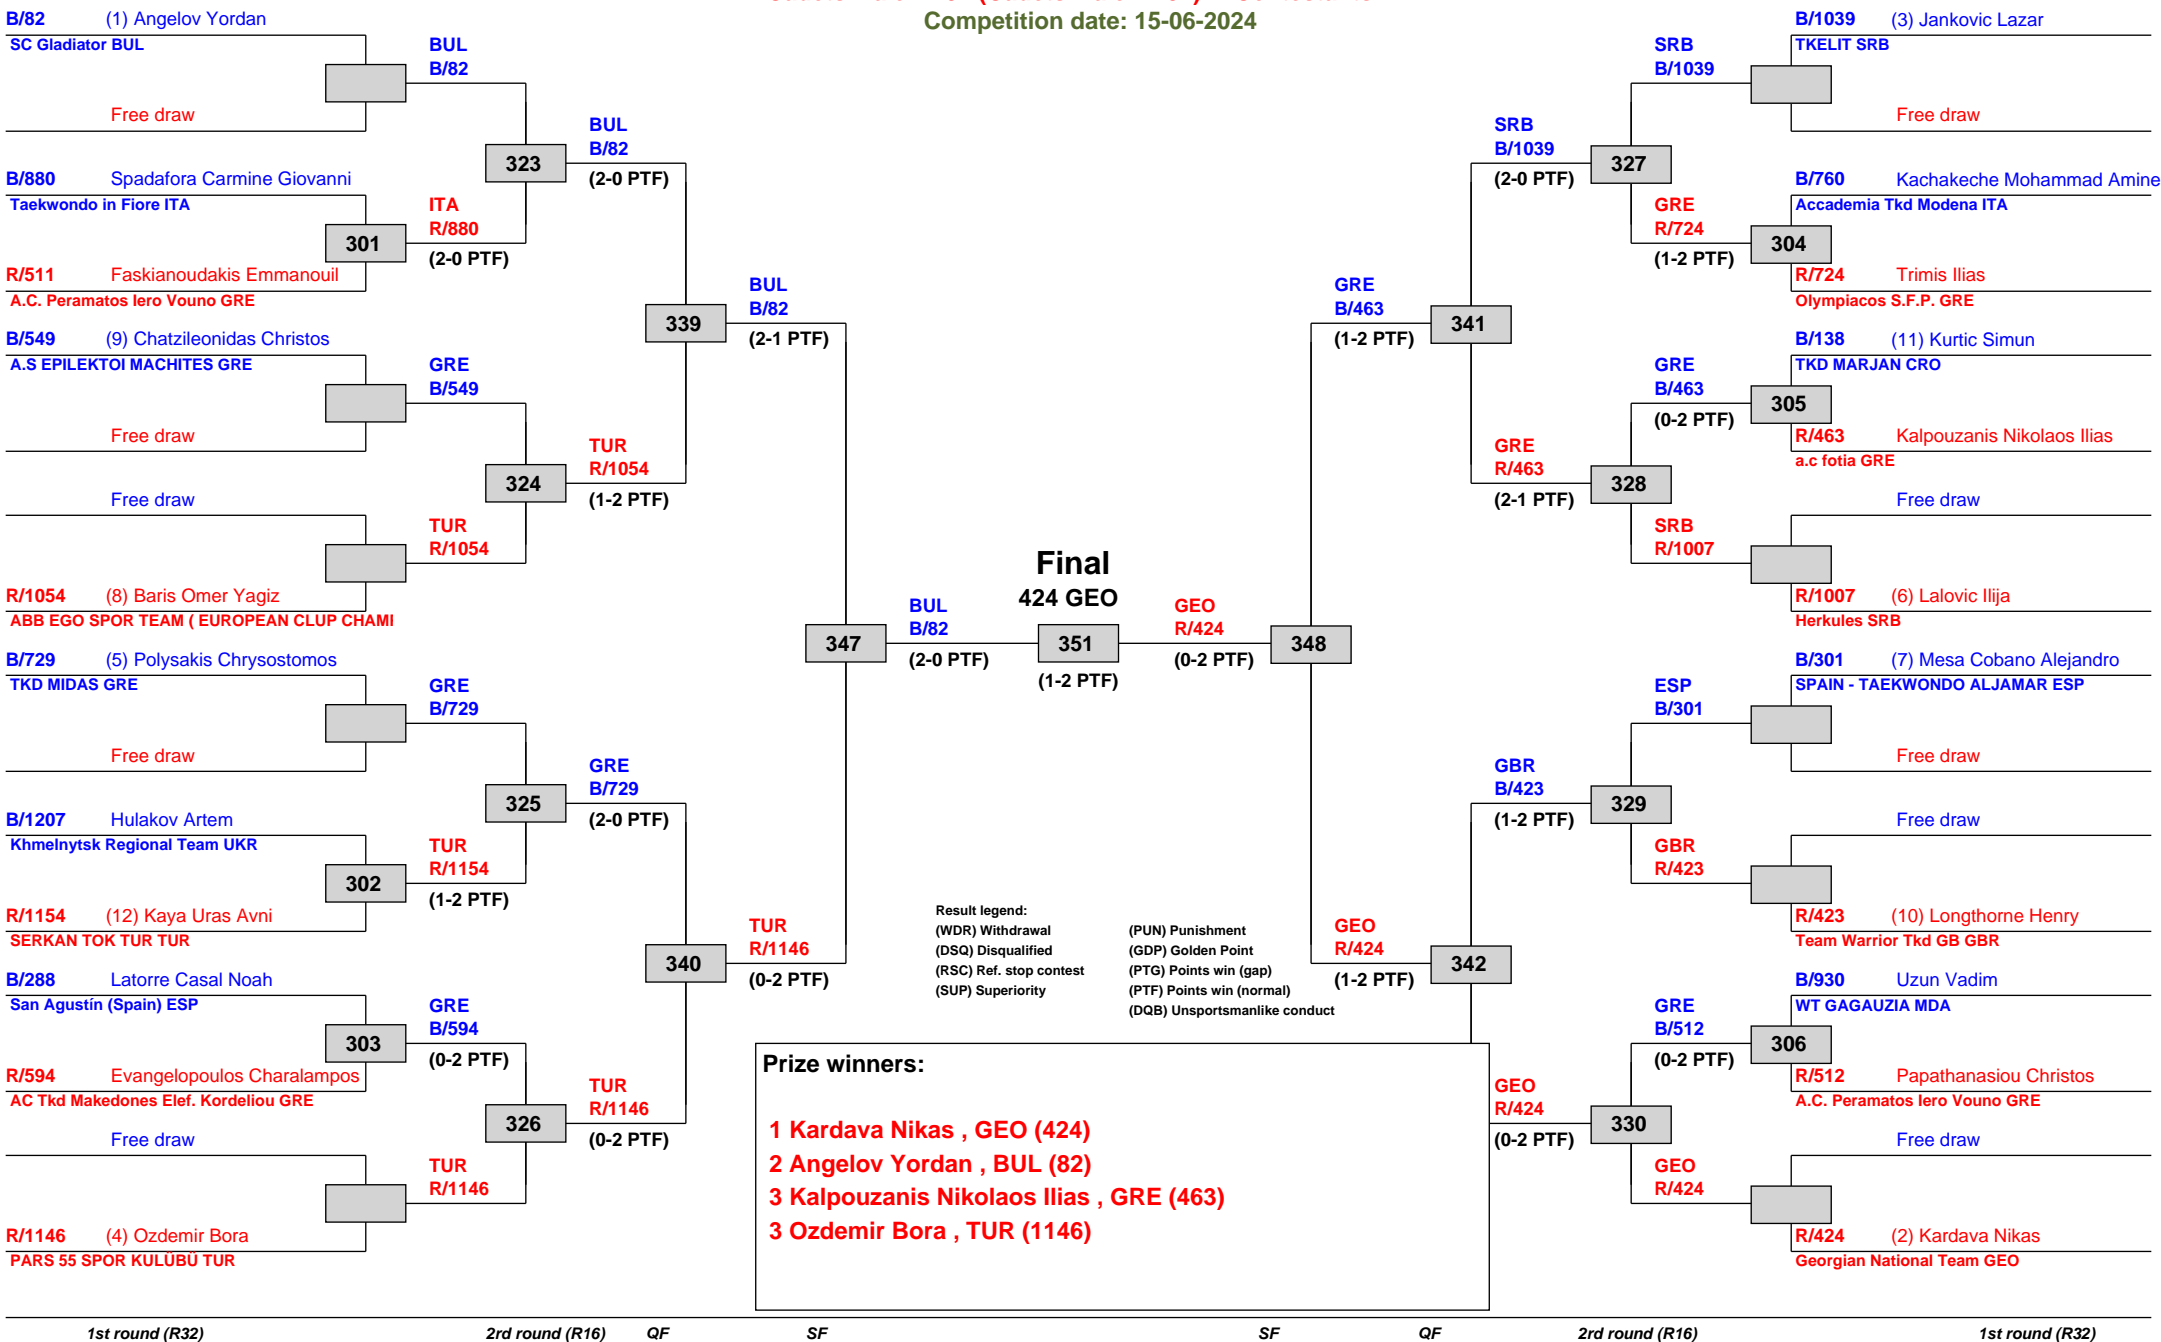 Competition date: 15-06-2024
B/82 (1) Angelov Yordan
SC Gladiator BUL
Free draw
B/880 Spadafora Carmine Giovanni
Taekwondo in Fiore ITA
R/511 Faskianoudakis Emmanouil
A.C. Peramatos Iero Vouno GRE
B/549 (9) Chatzileonidas Christos
A.S EPILEKTOI MACHITES GRE
Free draw
Free draw
R/1054 (8) Baris Omer Yagiz
ABB EGO SPOR TEAM ( EUROPEAN CLUP CHAMI
B/729 (5) Polysakis Chrysostomos
TKD MIDAS GRE
Free draw
B/1207 Hulakov Artem
Khmelnytsk Regional Team UKR
R/1154 (12) Kaya Uras Avni
SERKAN TOK TUR TUR
B/288 Latorre Casal Noah
San Agustín (Spain) ESP
R/594 Evangelopoulos Charalampos
AC Tkd Makedones Elef. Kordeliou GRE
Free draw
R/1146 (4) Ozdemir Bora
PARS 55 SPOR KULÜBÜ TUR
301
302
303
BUL
B/82
ITA
R/880
(2-0 PTF)
GRE
B/549
TUR
R/1054
GRE
B/729
TUR
R/1154
(1-2 PTF)
GRE
B/594
(0-2 PTF)
TUR
R/1146
323
324
325
326
BUL
B/82
(2-0 PTF)
TUR
R/1054
(1-2 PTF)
GRE
B/729
(2-0 PTF)
TUR
R/1146
(0-2 PTF)
339
340
BUL
B/82
(2-1 PTF)
TUR
R/1146
(0-2 PTF)
347
BUL
B/82
(2-0 PTF)
Final
424 GEO
351
(1-2 PTF)
GEO
R/424
(0-2 PTF)
348
GRE
B/463
(1-2 PTF)
GEO
R/424
(1-2 PTF)
341
342
SRB
B/1039
(2-0 PTF)
GRE
R/463
(2-1 PTF)
GBR
B/423
(1-2 PTF)
GEO
R/424
(0-2 PTF)
327
328
329
330
SRB
B/1039
GRE
R/724
(1-2 PTF)
GRE
B/463
(0-2 PTF)
SRB
R/1007
ESP
B/301
GBR
R/423
GRE
B/512
(0-2 PTF)
GEO
R/424
304
305
306
B/1039 (3) Jankovic Lazar
TKELIT SRB
Free draw
B/760 Kachakeche Mohammad Amine
Accademia Tkd Modena ITA
R/724 Trimis Ilias
Olympiacos S.F.P. GRE
B/138 (11) Kurtic Simun
TKD MARJAN CRO
R/463 Kalpouzanis Nikolaos Ilias
a.c fotia GRE
Free draw
R/1007 (6) Lalovic Ilija
Herkules SRB
B/301 (7) Mesa Cobano Alejandro
SPAIN - TAEKWONDO ALJAMAR ESP
Free draw
Free draw
R/423 (10) Longthorne Henry
Team Warrior Tkd GB GBR
B/930 Uzun Vadim
WT GAGAUZIA MDA
R/512 Papathanasiou Christos
A.C. Peramatos Iero Vouno GRE
Free draw
R/424 (2) Kardava Nikas
Georgian National Team GEO
Result legend:
(WDR) Withdrawal
(DSQ) Disqualified
(RSC) Ref. stop contest
(SUP) Superiority
(PUN) Punishment
(GDP) Golden Point
(PTG) Points win (gap)
(PTF) Points win (normal)
(DQB) Unsportsmanlike conduct
Prize winners:
1 Kardava Nikas , GEO (424)
2 Angelov Yordan , BUL (82)
3 Kalpouzanis Nikolaos Ilias , GRE (463)
3 Ozdemir Bora , TUR (1146)
1st round (R32) 2rd round (R16) QF SF SF QF 2rd round (R16) 1st round (R32)